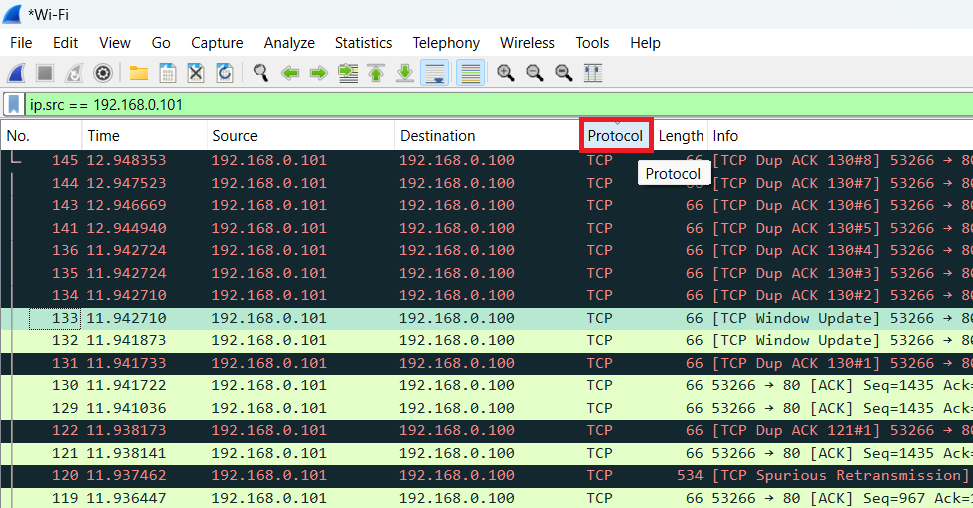 *Wi-Fi
File Edit View Go Capture Analyze Statistics Telephony Wireless Tools Help
ip.src == 192.168.0.101
No. Time Source Destination Protocol Length Info
145 12.948353 192.168.0.101 192.168.0.100 TCP 66 [TCP Dup ACK 130#8] 53266 → 80
Protocol
144 12.947523 192.168.0.101 192.168.0.100 TCP 66 [TCP Dup ACK 130#7] 53266 → 80
143 12.946669 192.168.0.101 192.168.0.100 TCP 66 [TCP Dup ACK 130#6] 53266 → 80
141 12.944940 192.168.0.101 192.168.0.100 TCP 66 [TCP Dup ACK 130#5] 53266 → 80
136 11.942724 192.168.0.101 192.168.0.100 TCP 66 [TCP Dup ACK 130#4] 53266 → 80
135 11.942724 192.168.0.101 192.168.0.100 TCP 66 [TCP Dup ACK 130#3] 53266 → 80
134 11.942710 192.168.0.101 192.168.0.100 TCP 66 [TCP Dup ACK 130#2] 53266 → 80
133 11.942710 192.168.0.101 192.168.0.100 TCP 66 [TCP Window Update] 53266 → 80
132 11.941873 192.168.0.101 192.168.0.100 TCP 66 [TCP Window Update] 53266 → 80
131 11.941733 192.168.0.101 192.168.0.100 TCP 66 [TCP Dup ACK 130#1] 53266 → 80
130 11.941722 192.168.0.101 192.168.0.100 TCP 66 53266 → 80 [ACK] Seq=1435 Ack=
129 11.941036 192.168.0.101 192.168.0.100 TCP 66 53266 → 80 [ACK] Seq=1435 Ack=
122 11.938173 192.168.0.101 192.168.0.100 TCP 66 [TCP Dup ACK 121#1] 53266 → 80
121 11.938141 192.168.0.101 192.168.0.100 TCP 66 53266 → 80 [ACK] Seq=1435 Ack=
120 11.937462 192.168.0.101 192.168.0.100 TCP 534 [TCP Spurious Retransmission]
119 11.936447 192.168.0.101 192.168.0.100 TCP 66 53266 → 80 [ACK] Seq=967 Ack=1